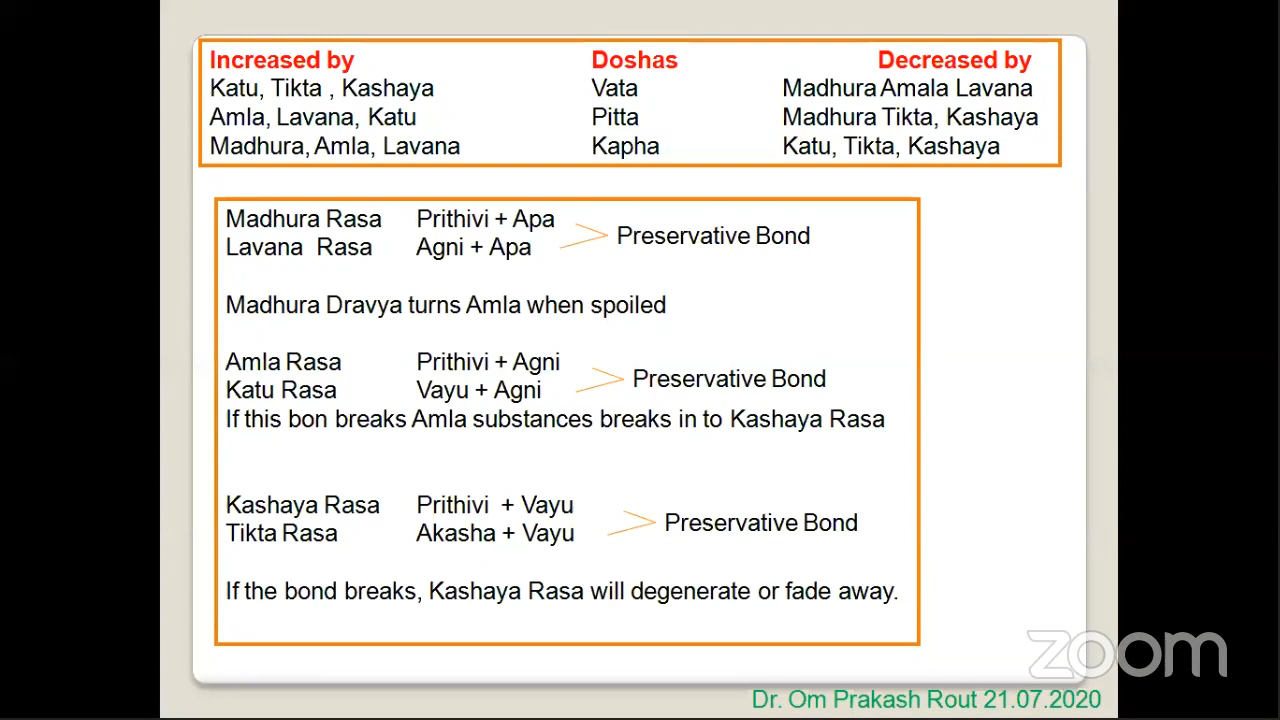 Increased by Doshas Decreased by
Katu, Tikta , Kashaya Vata Madhura Amala Lavana
Amla, Lavana, Katu Pitta Madhura Tikta, Kashaya
Madhura, Amla, Lavana Kapha Katu, Tikta, Kashaya
Madhura Rasa Prithivi + Apa
Preservative Bond
Lavana Rasa Agni + Apa
Madhura Dravya turns Amla when spoiled
Amla Rasa Prithivi + Agni
Preservative Bond
Katu Rasa Vayu + Agni
If this bon breaks Amla substances breaks in to Kashaya Rasa
Kashaya Rasa Prithivi + Vayu
Preservative Bond
Tikta Rasa Akasha + Vayu
If the bond breaks, Kashaya Rasa will degenerate or fade away.
zoom
Dr. Om Prakash Rout 21.07.2020